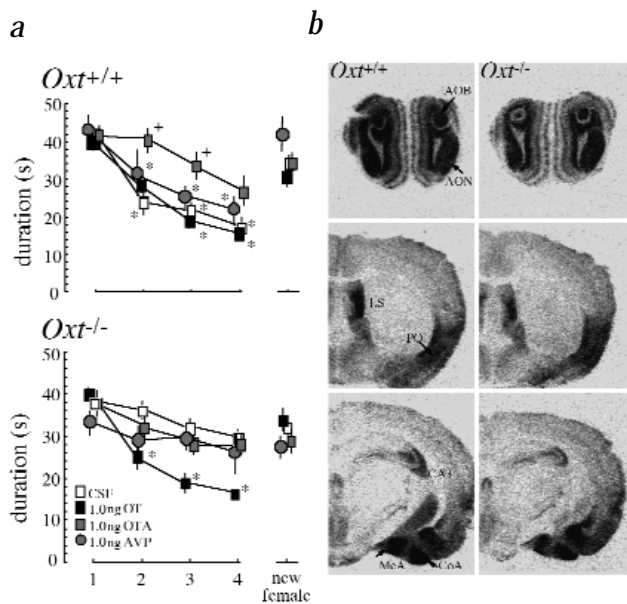 a
b
Oxt+/+
50
40
30
20
10
0
duration (s)
+
+
*
*
*
*
*
*
*
*
Oxt-/-
50
40
30
20
10
0
duration (s)
*
*
*
CSF
1.0ng OT
1.0ng OTA
1.0ng AVP
1 2 3 4 new
female
Oxt+/+ Oxt-/-
AOB
AON
LS
PO
CA3
MeA CoA